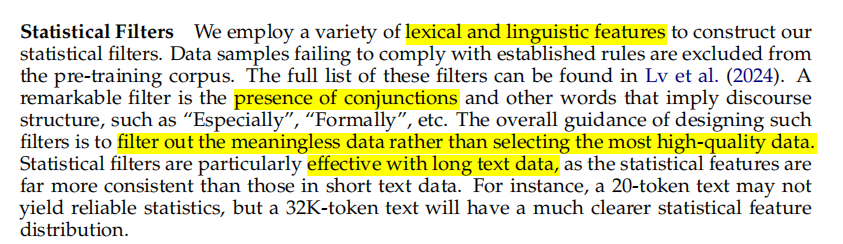 Statistical Filters We employ a variety of lexical and linguistic features to construct our
statistical filters. Data samples failing to comply with established rules are excluded from
the pre-training corpus. The full list of these filters can be found in Lv et al. (2024). A
remarkable filter is the presence of conjunctions and other words that imply discourse
structure, such as “Especially”, “Formally”, etc. The overall guidance of designing such
filters is to filter out the meaningless data rather than selecting the most high-quality data.
Statistical filters are particularly effective with long text data, as the statistical features are
far more consistent than those in short text data. For instance, a 20-token text may not
yield reliable statistics, but a 32K-token text will have a much clearer statistical feature
distribution.